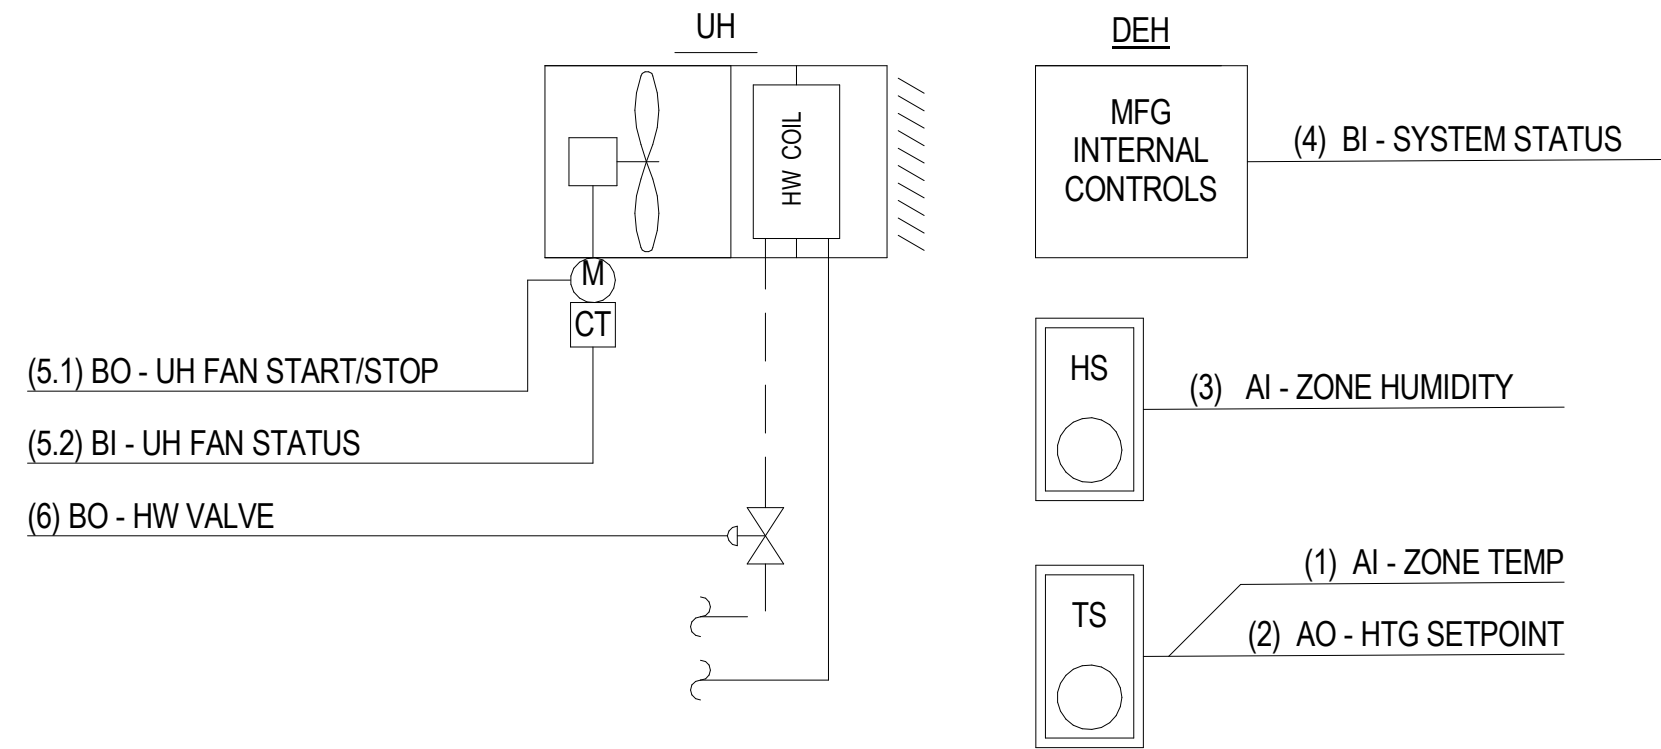 UH
DEH
HW COIL
MFG
INTERNAL
CONTROLS
(4) BI - SYSTEM STATUS
M
CT
(5.1) BO - UH FAN START/STOP
(5.2) BI - UH FAN STATUS
(6) BO - HW VALVE
HS
(3) AI - ZONE HUMIDITY
TS
(1) AI - ZONE TEMP
(2) AO - HTG SETPOINT